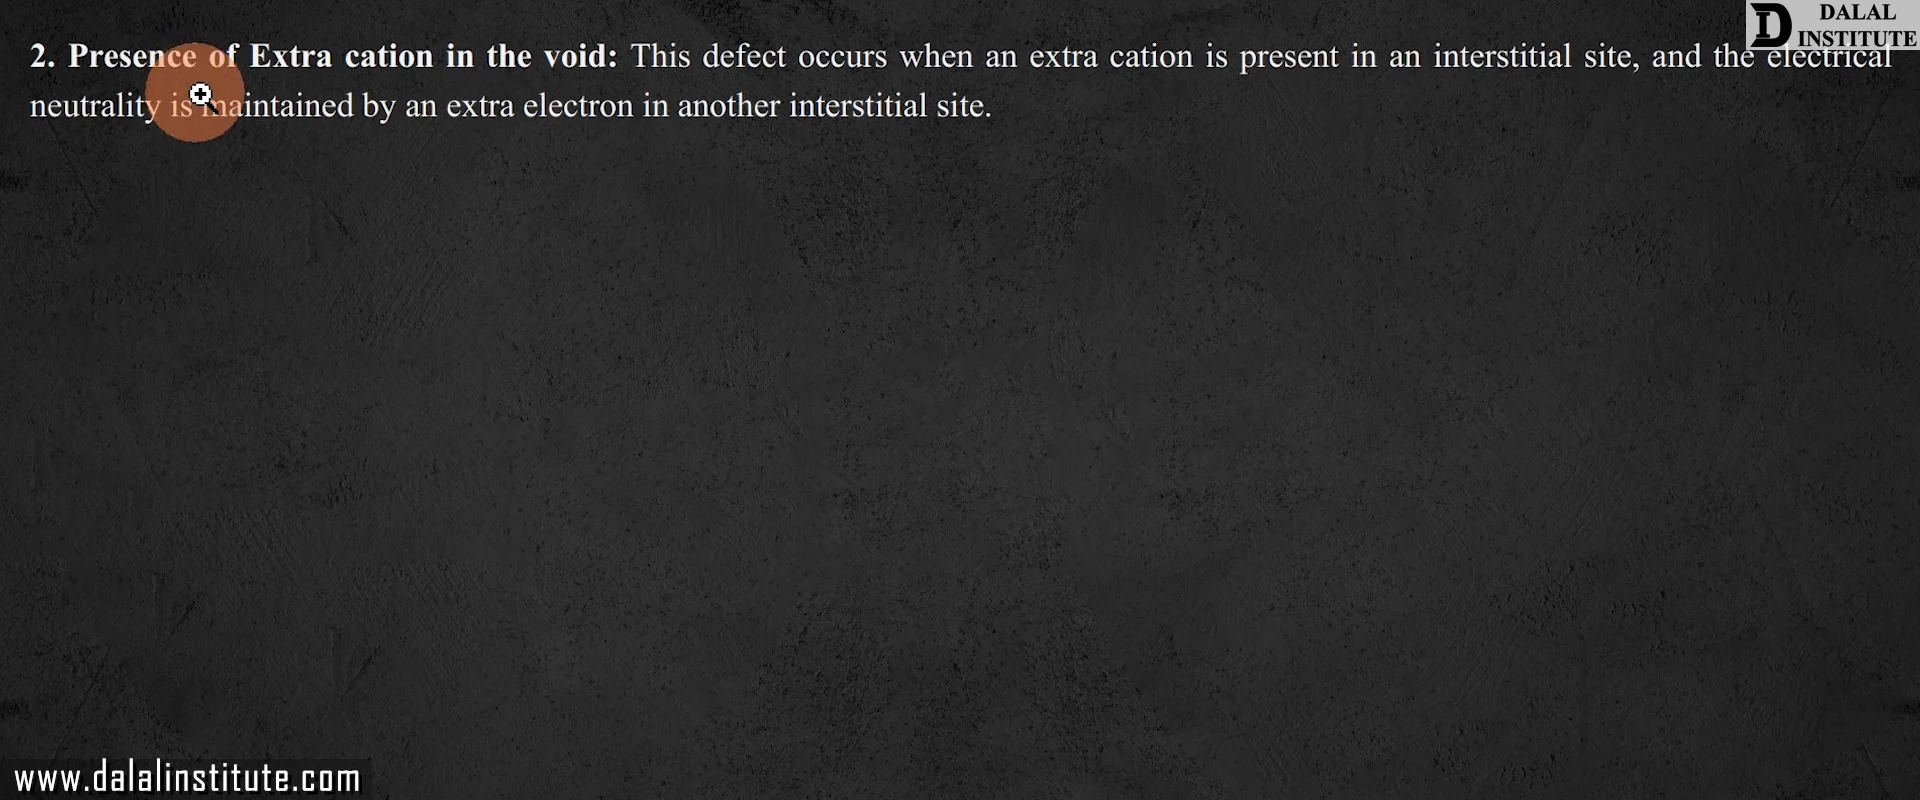 DALAL
INSTITUTE
2. Presence of Extra cation in the void: This defect occurs when an extra cation is present in an interstitial site, and the electrical
neutrality is maintained by an extra electron in another interstitial site.
www.dalalinstitute.com